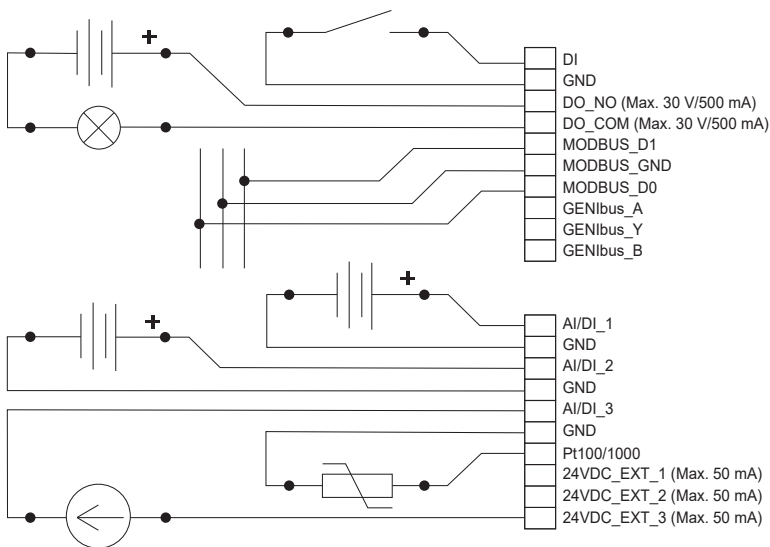 +
DI
GND
DO_NO (Max. 30 V/500 mA)
DO_COM (Max. 30 V/500 mA)
MODBUS_D1
MODBUS_GND
MODBUS_D0
GENIbus_A
GENIbus_Y
GENIbus_B
+
+
AI/DI_1
GND
AI/DI_2
GND
AI/DI_3
GND
Pt100/1000
24VDC_EXT_1 (Max. 50 mA)
24VDC_EXT_2 (Max. 50 mA)
24VDC_EXT_3 (Max. 50 mA)